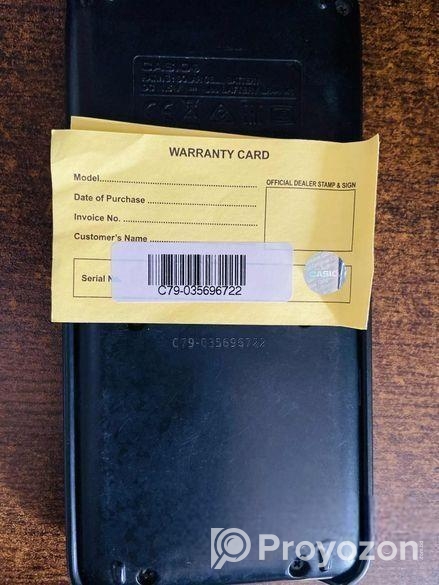 CASIO
WARRANTY CARD
Model
OFFICIAL DEALER STAMP & SIGN
Date of Purchase
Invoice No.
Customer's Name
Serial No.
CASIO
C79-035696722
C79-035696722
Proyozon